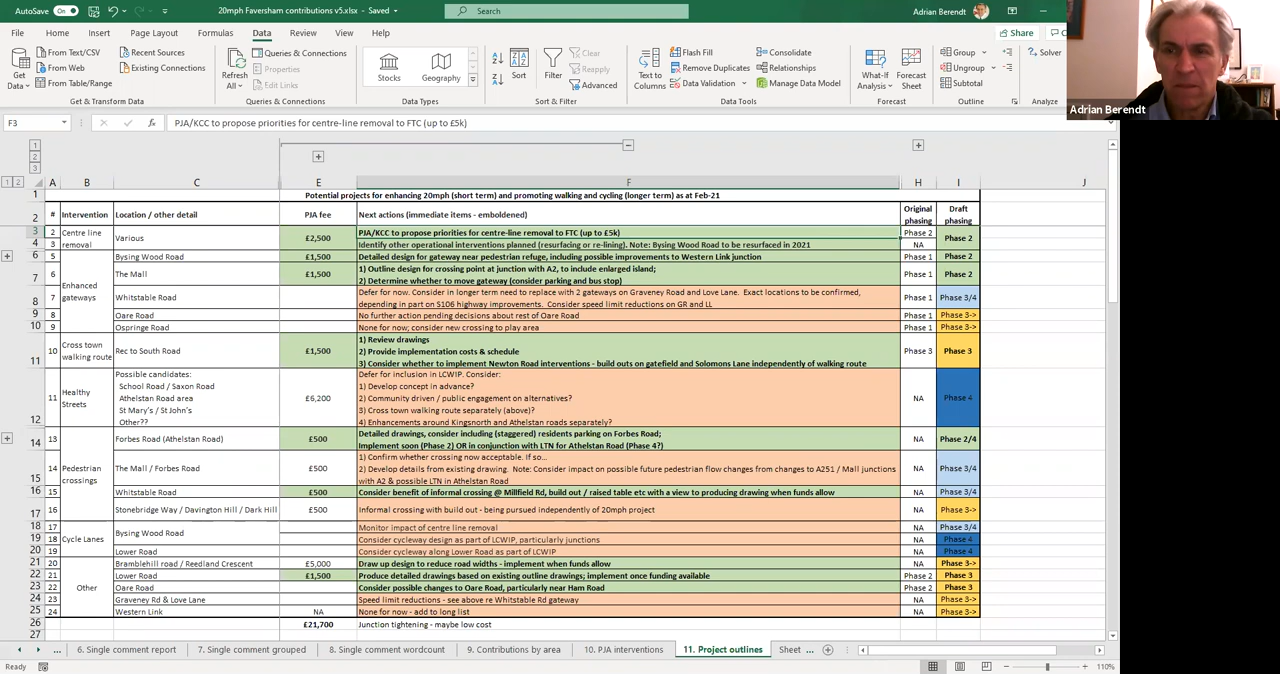 AutoSave On 20mph Faversham contributions v5.xlsx - Saved Search Adrian Berendt
File Home Insert Page Layout Formulas Data Review View Help Share
Get Data From Text/CSV From Web From Table/Range Recent Sources Existing Connections
Get & Transform Data
Refresh All Queries & Connections Properties Edit Links
Queries & Connections
Stocks Geography
Data Types
Sort Filter Clear Reapply Advanced
Sort & Filter
Text to Columns Flash Fill Remove Duplicates Data Validation Consolidate Relationships Manage Data Model
Data Tools
What-If Analysis Forecast Sheet
Forecast
Group Ungroup Subtotal
Outline
Solver
Analyze
Adrian Berendt
F3 fx PJA/KCC to propose priorities for centre-line removal to FTC (up to £5k)
1
2
3
1 2 A B C E F H I J
1 Potential projects for enhancing 20mph (short term) and promoting walking and cycling (longer term) as at Feb-21
2 # Intervention Location / other detail PJA fee Next actions (immediate items - emboldened) Original phasing Draft phasing
3 2 Centre line removal Various £2,500 PJA/KCC to propose priorities for centre-line removal to FTC (up to £5k) Phase 2 Phase 2
4 3 Identify other operational interventions planned (resurfacing or re-lining). Note: Bysing Wood Road to be resurfaced in 2021 NA
6 5 Enhanced gateways Bysing Wood Road £1,500 Detailed design for gateway near pedestrian refuge, including possible improvements to Western Link junction Phase 1 Phase 2
7 6 The Mall £1,500 1) Outline design for crossing point at junction with A2, to include enlarged island; Phase 1 Phase 2
2) Determine whether to move gateway (consider parking and bus stop)
8 7 Whitstable Road Defer for now. Consider in longer term need to replace with 2 gateways on Graveney Road and Love Lane. Exact locations to be confirmed, Phase 1 Phase 3/4
depending in part on S106 highway improvements. Consider speed limit reductions on GR and LL
9 8 Oare Road No further action pending decisions about rest of Oare Road Phase 1 Phase 3->
10 9 Ospringe Road None for now; consider new crossing to play area Phase 1 Phase 3->
11 10 Cross town walking route Rec to South Road £1,500 1) Review drawings Phase 3 Phase 3
2) Provide implementation costs & schedule
3) Consider whether to implement Newton Road interventions - build outs on gatefield and Solomons Lane independently of walking route
12 11 Healthy Streets Possible candidates: £6,200 Defer for inclusion in LCWIP. Consider: NA Phase 4
School Road / Saxon Road 1) Develop concept in advance?
Athelstan Road area 2) Community driven / public engagement on alternatives?
St Mary's / St John's 3) Cross town walking route separately (above)?
Other?? 4) Enhancements around Kingsnorth and Athelstan roads separately?
14 13 Pedestrian crossings Forbes Road (Athelstan Road) £500 Detailed drawings, consider including (staggered) residents parking on Forbes Road; NA Phase 2/4
Implement soon (Phase 2) OR in conjunction with LTN for Athelstan Road (Phase 4?)
15 14 The Mall / Forbes Road £500 1) Confirm whether crossing now acceptable. If so... NA Phase 3/4
2) Develop details from existing drawing. Note: Consider impact on possible future pedestrian flow changes from changes to A251 / Mall junctions
with A2 & possible LTN in Athelstan Road
16 15 Whitstable Road £500 Consider benefit of informal crossing @ Millfield Rd, build out / raised table etc with a view to producing drawing when funds allow NA Phase 3/4
17 16 Stonebridge Way / Davington Hill / Dark Hill £500 Informal crossing with build out - being pursued independently of 20mph project NA Phase 3->
18 17 Cycle Lanes Bysing Wood Road Monitor impact of centre line removal NA Phase 3/4
19 18 Consider cycleway design as part of LCWIP, particularly junctions NA Phase 4
20 19 Lower Road Consider cycleway along Lower Road as part of LCWIP NA Phase 4
21 20 Other Bramblehill road / Reedland Crescent £5,000 Draw up design to reduce road widths - implement when funds allow NA Phase 3->
22 21 Lower Road £1,500 Produce detailed drawings based on existing outline drawings; implement once funding available Phase 2 Phase 3
23 22 Oare Road Consider possible changes to Oare Road, particularly near Ham Road Phase 2 Phase 3
24 23 Graveney Rd & Love Lane Speed limit reductions - see above re Whitstable Rd gateway NA Phase 3->
25 24 Western Link NA None for now - add to long list NA Phase 3->
26 £21,700 Junction tightening - maybe low cost
27
... 6. Single comment report 7. Single comment grouped 8. Single comment wordcount 9. Contributions by area 10. PJA interventions 11. Project outlines Sheet ...
Ready 110%